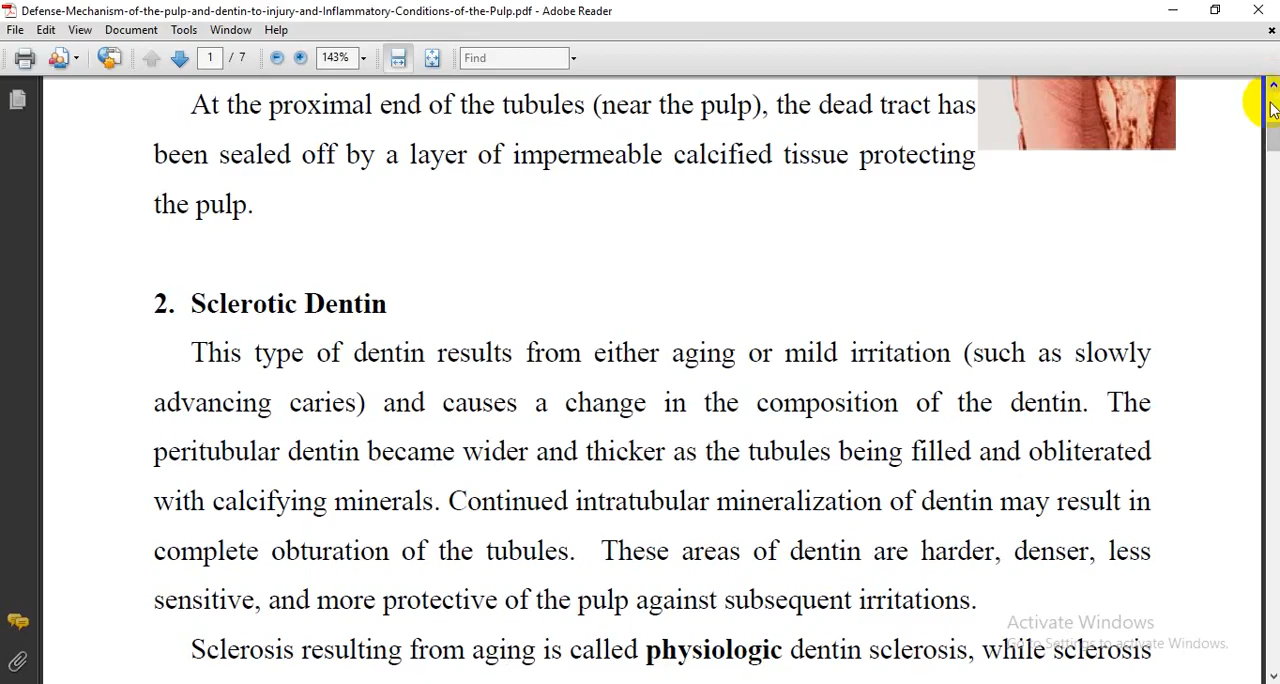 Defense-Mechanism-of-the-pulp-and-dentin-to-injury-and-Inflammatory-Conditions-of-the-Pulp.pdf - Adobe Reader
File Edit View Document Tools Window Help
1 / 7 143% Find
At the proximal end of the tubules (near the pulp), the dead tract has
been sealed off by a layer of impermeable calcified tissue protecting
the pulp.
2. Sclerotic Dentin
This type of dentin results from either aging or mild irritation (such as slowly
advancing caries) and causes a change in the composition of the dentin. The
peritubular dentin became wider and thicker as the tubules being filled and obliterated
with calcifying minerals. Continued intratubular mineralization of dentin may result in
complete obturation of the tubules. These areas of dentin are harder, denser, less
sensitive, and more protective of the pulp against subsequent irritations.
Activate Windows
Go to Settings to activate Windows.
Sclerosis resulting from aging is called physiologic dentin sclerosis, while sclerosis